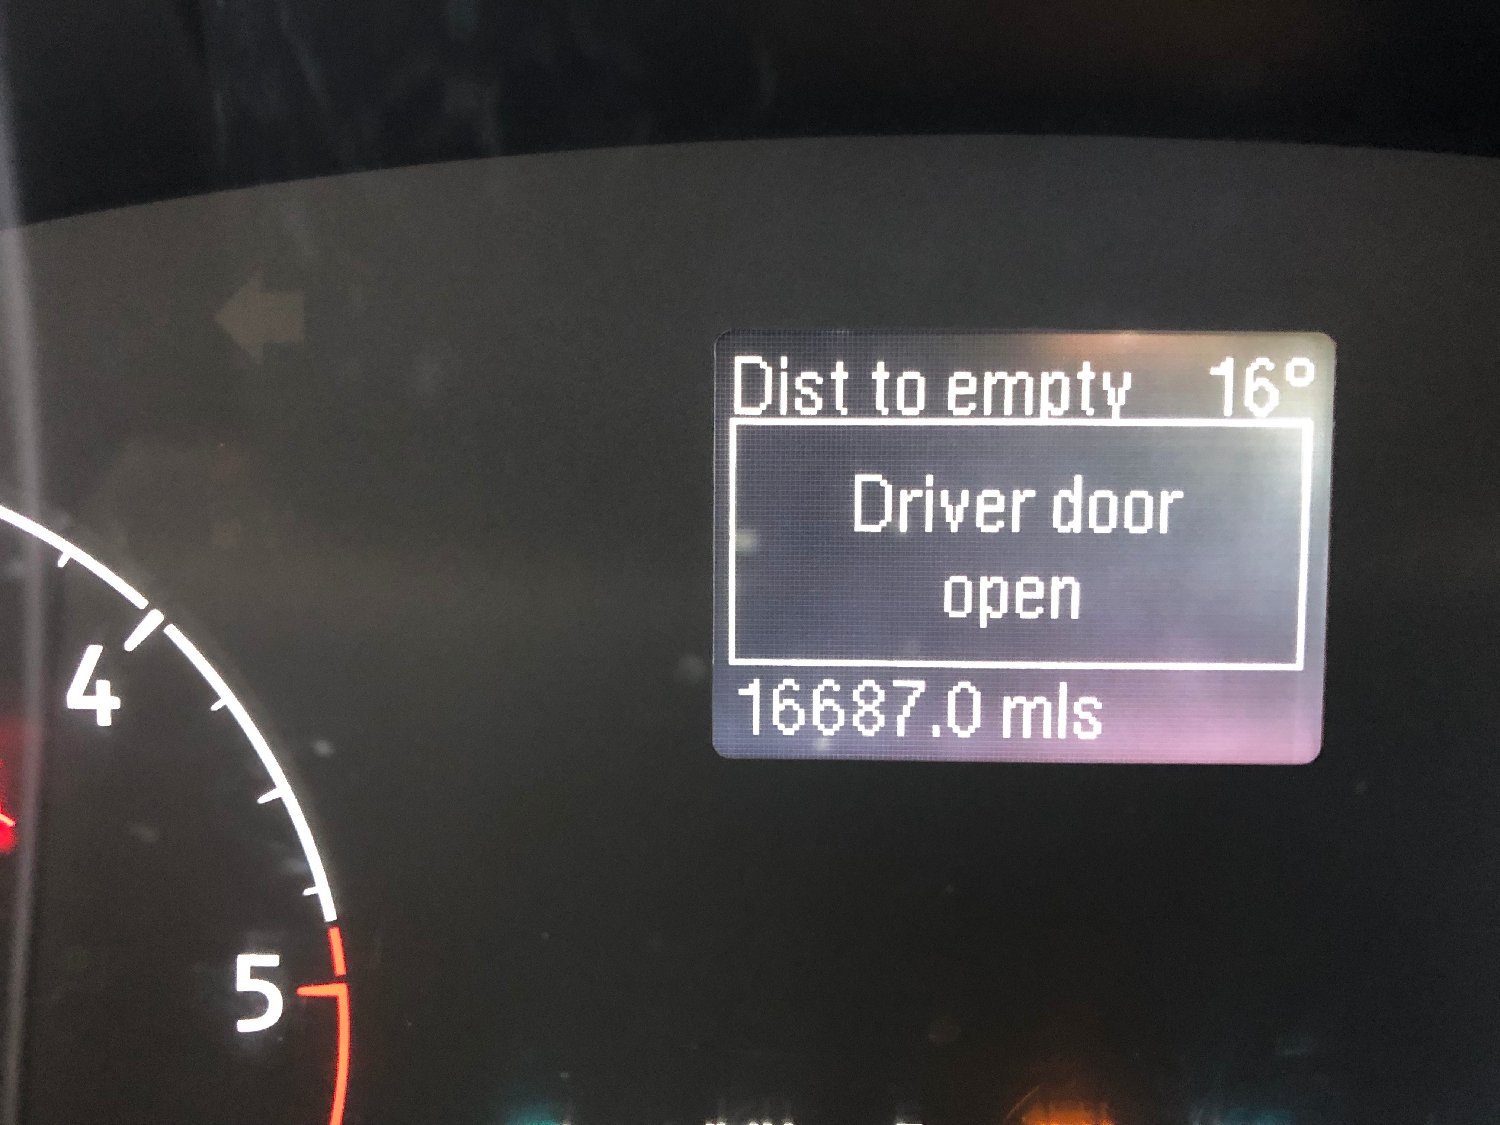 Dist to empty 16°
Driver door
open
16687.0 mls
4
5